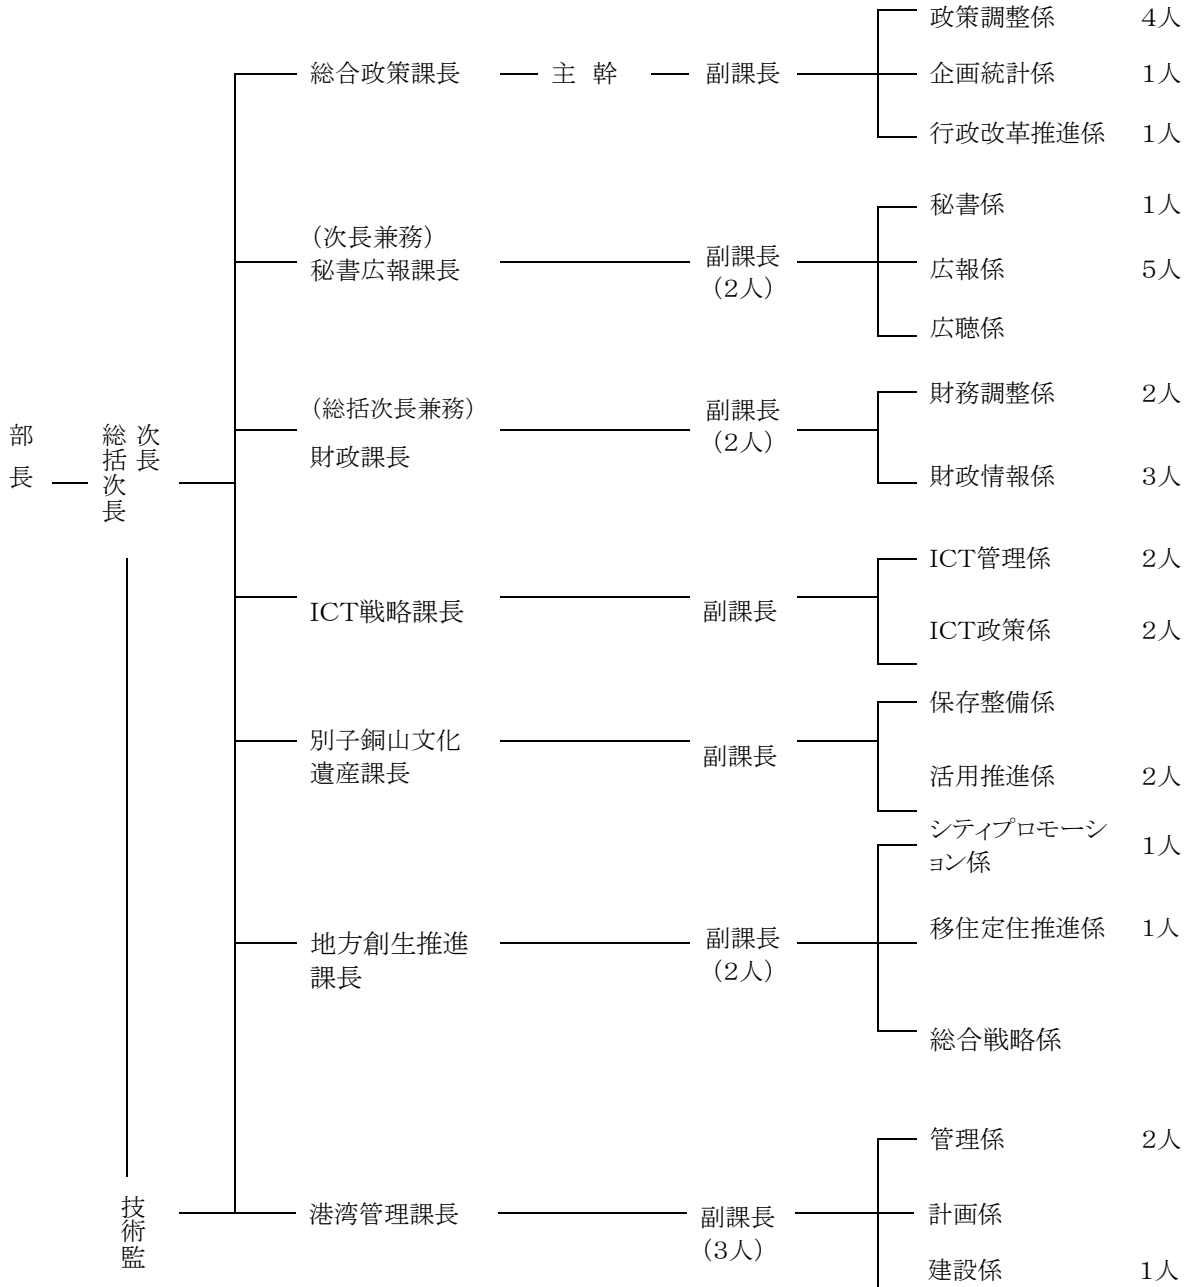 政策調整係 4人
総合政策課長 主幹 副課長 企画統計係 1人
行政改革推進係 1人
秘書係 1人
(次長兼務)
秘書広報課長 副課長 広報係 5人
(2人)
広聴係
財務調整係 2人
(総括次長兼務) 副課長
(2人)
財政課長
部長
次長
総括次長
財政情報係 3人
ICT管理係 2人
ICT戦略課長 副課長
ICT政策係 2人
保存整備係
別子銅山文化 副課長
遺産課長 活用推進係 2人
シティプロモーシ
ョン係 1人
移住定住推進係 1人
地方創生推進 副課長
課長 (2人)
総合戦略係
管理係 2人
技術監
港湾管理課長 副課長 計画係
(3人)
建設係 1人